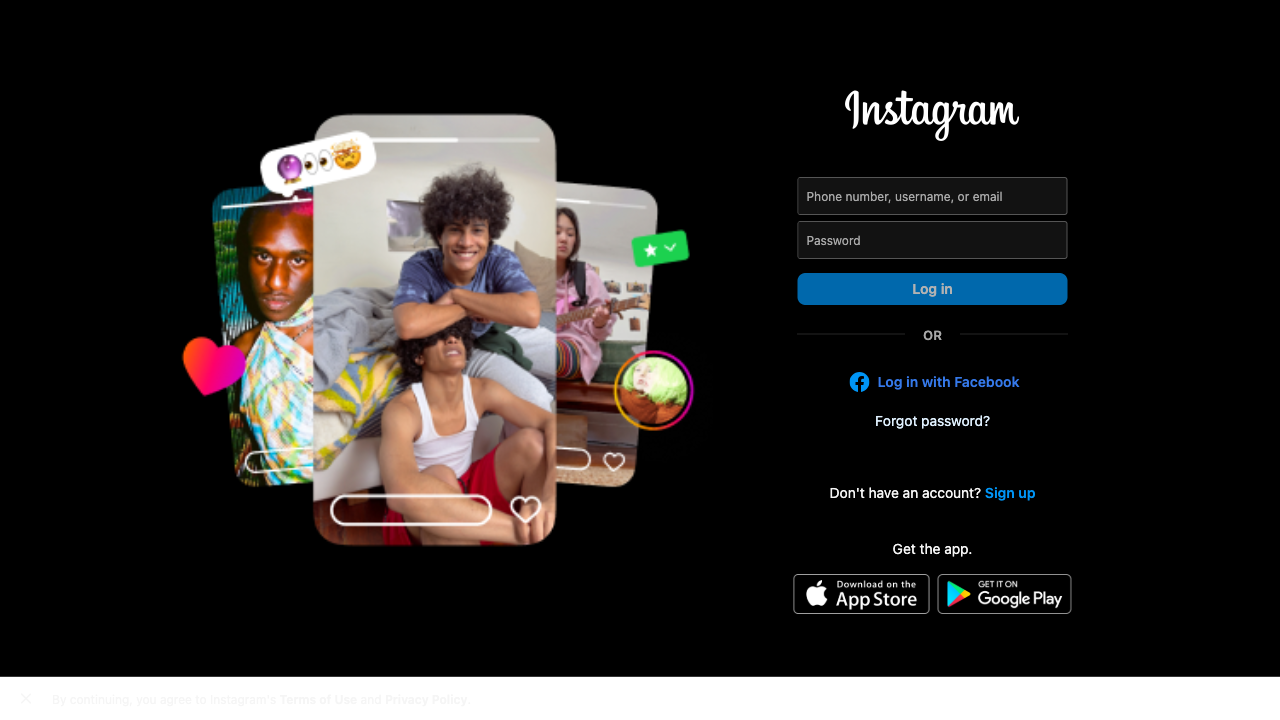 Instagram
Phone number, username, or email
Password
Log in
OR
Log in with Facebook
Forgot password?
Don't have an account? Sign up
Get the app.
Download on the
App Store
GET IT ON
Google Play
By continuing, you agree to Instagram's Terms of Use and Privacy Policy.